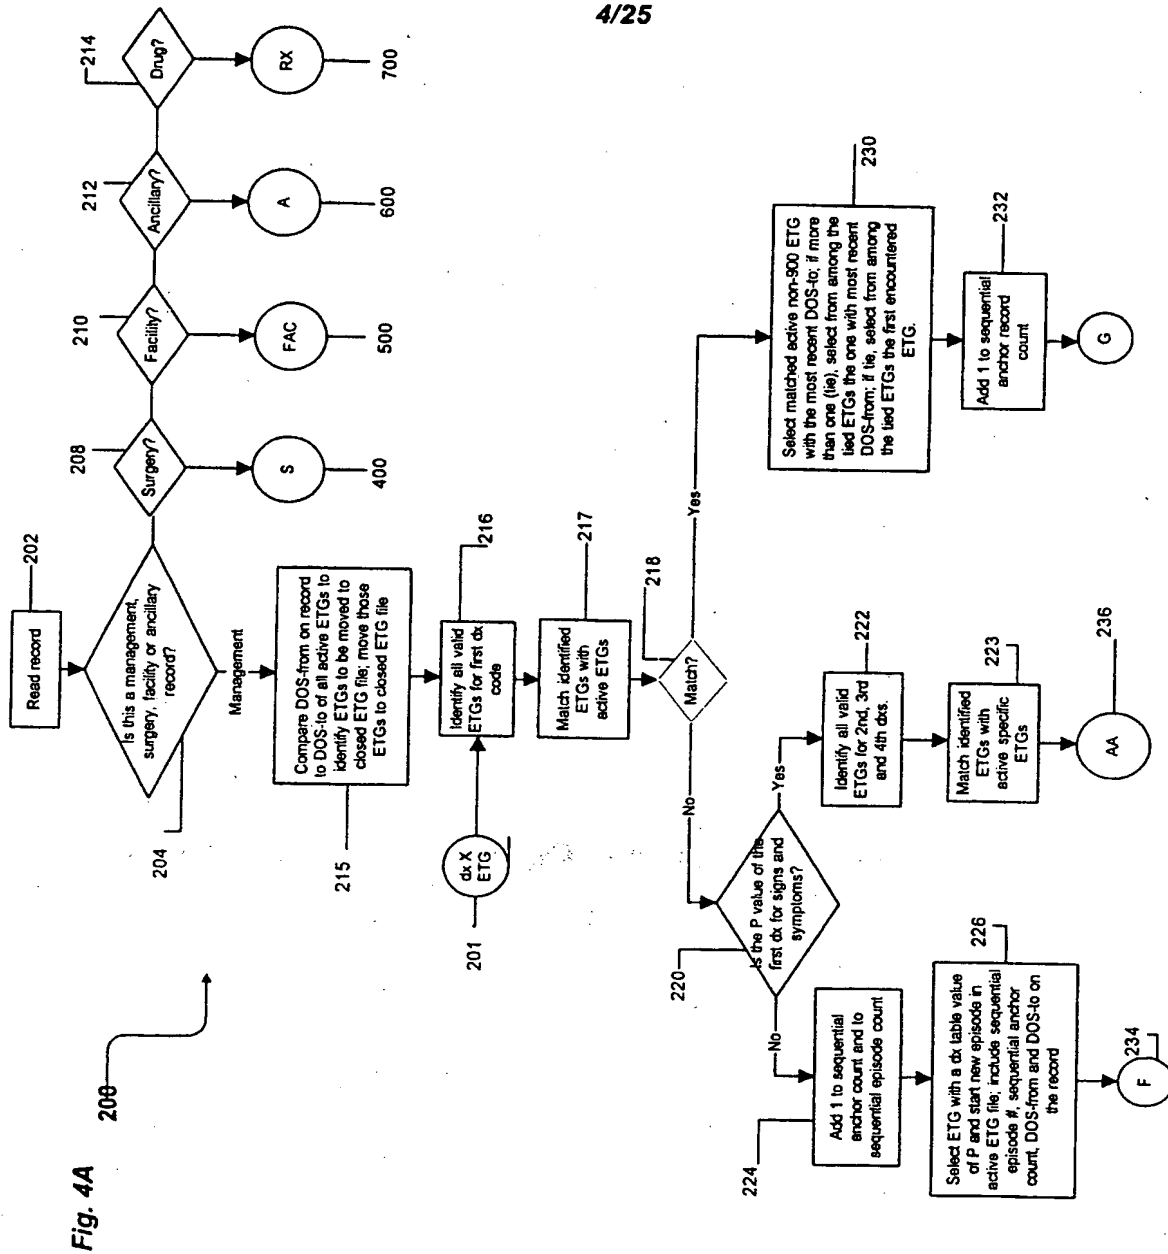 4/25
Fig. 4A
200
Read record
202
Is this a management,
surgery, facility or ancillary
record?
204
Surgery?
208
Facility?
210
Ancillary?
212
Drug?
214
S
400
FAC
500
A
600
RX
700
Management
Compare DOS-from on record
to DOS-to of all active ETGs to
identify ETGs to be moved to
closed ETG file; move those
ETGs to closed ETG file
215
dx X
ETG
201
Identify all valid
ETGs for first dx
code
216
Match identified
ETGs with
active ETGs
217
Match?
218
No
Yes
Is the P value of the
first dx for signs and
symptoms?
220
No
Yes
Identify all valid
ETGs for 2nd, 3rd
and 4th dxs.
222
Match identified
ETGs with
active specific
ETGs
223
AA
236
Add 1 to sequential
anchor count and to
sequential episode count
224
Select ETG with a dx table value
of P and start new episode in
active ETG file; include sequential
episode #, sequential anchor
count, DOS-from and DOS-to on
the record
226
F
234
Select matched active non-900 ETG
with the most recent DOS-to; if more
than one (tie), select from among the
tied ETGs the one with most recent
DOS-from; if tie, select from among
the tied ETGs the first encountered
ETG.
230
Add 1 to sequential
anchor record
count
232
G